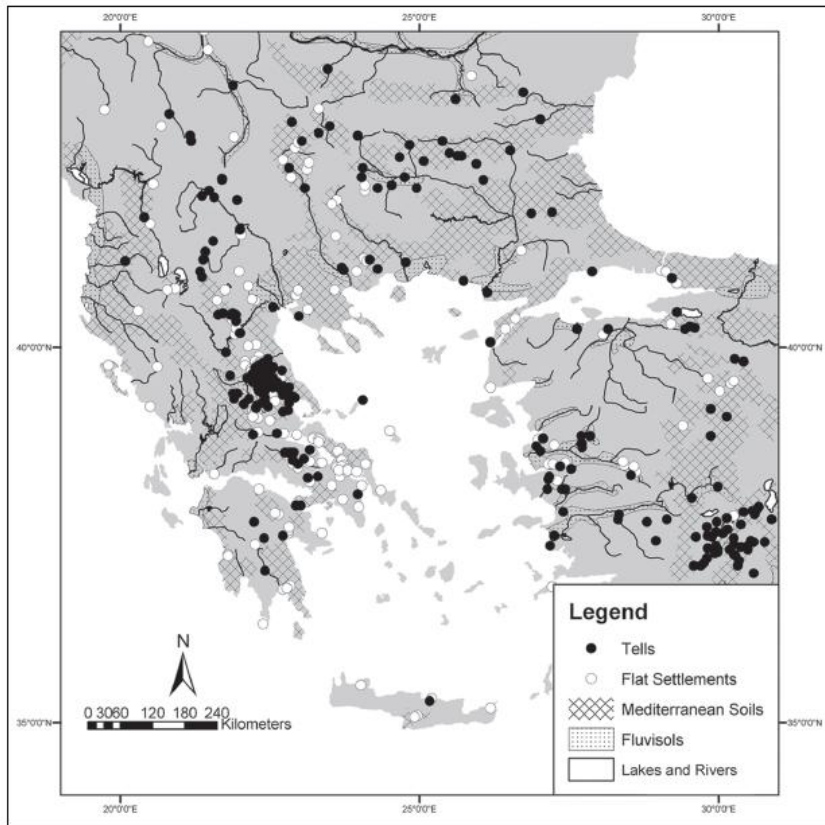 20°0'0"E
25°0'0"E
30°0'0"E
40°0'0"N
40°0'0"N
35°0'0"N
35°0'0"N
N
0 3060 120 180 240
Kilometers
Legend
Tells
Flat Settlements
Mediterranean Soils
Fluvisols
Lakes and Rivers
20°0'0"E
25°0'0"E
30°0'0"E